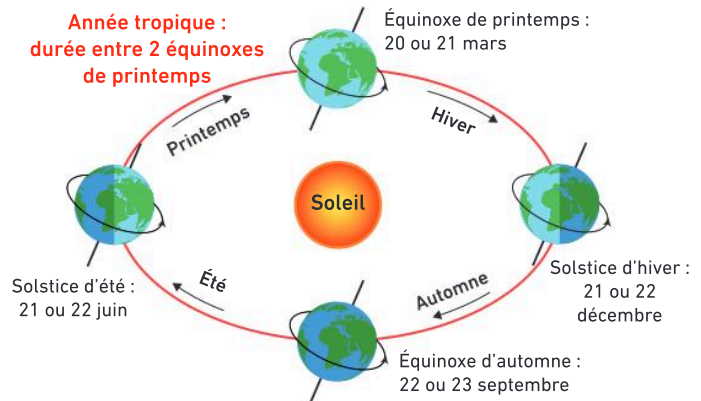 Année tropique :
durée entre 2 équinoxes
de printemps
Équinoxe de printemps :
20 ou 21 mars
Printemps
Hiver
Soleil
Solstice d'été :
21 ou 22 juin
Été
Automne
Solstice d'hiver :
21 ou 22
décembre
Équinoxe d'automne :
22 ou 23 septembre